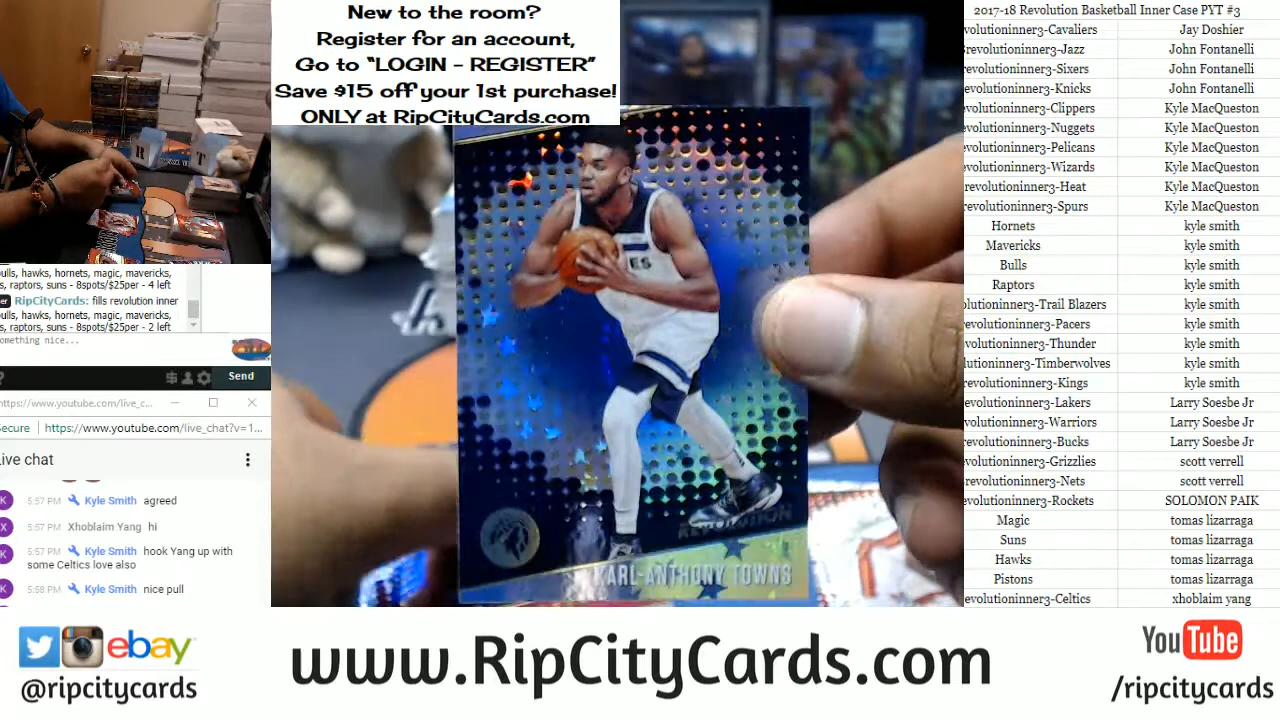 New to the room?
Register for an account,
Go to “LOGIN - REGISTER”
Save $15 off your 1st purchase!
ONLY at RipCityCards.com
R
T
ulls, hawks, hornets, magic, mavericks,
, raptors, suns - 8spots/$25per - 4 left
RipCityCards: fills revolution inner
ulls, hawks, hornets, magic, mavericks,
, raptors, suns - 8spots/$25per - 2 left
omething nice...
Send
https://www.youtube.com/live_c...
Secure https://www.youtube.com/live_chat?v=1...
ive chat
K 5:57 PM Kyle Smith agreed
X 5:57 PM Xhoblaim Yang hi
K 5:57 PM Kyle Smith hook Yang up with
some Celtics love also
K 5:58 PM Kyle Smith nice pull
REVOLUTION
KARL-ANTHONY TOWNS
2017-18 Revolution Basketball Inner Case PYT #3
volutioninner3-Cavaliers Jay Doshier
revolutioninner3-Jazz John Fontanelli
revolutioninner3-Sixers John Fontanelli
revolutioninner3-Knicks John Fontanelli
evolutioninner3-Clippers Kyle MacQueston
evolutioninner3-Nuggets Kyle MacQueston
evolutioninner3-Pelicans Kyle MacQueston
evolutioninner3-Wizards Kyle MacQueston
revolutioninner3-Heat Kyle MacQueston
revolutioninner3-Spurs Kyle MacQueston
Hornets kyle smith
Mavericks kyle smith
Bulls kyle smith
Raptors kyle smith
olutioninner3-Trail Blazers kyle smith
evolutioninner3-Pacers kyle smith
evolutioninner3-Thunder kyle smith
lutioninner3-Timberwolves kyle smith
revolutioninner3-Kings kyle smith
evolutioninner3-Lakers Larry Soesbe Jr
volutioninner3-Warriors Larry Soesbe Jr
evolutioninner3-Bucks Larry Soesbe Jr
evolutioninner3-Grizzlies scott verrell
revolutioninner3-Nets scott verrell
evolutioninner3-Rockets SOLOMON PAIK
Magic tomas lizarraga
Suns tomas lizarraga
Hawks tomas lizarraga
Pistons tomas lizarraga
evolutioninner3-Celtics xhoblaim yang
ebay
@ripcitycards
www.RipCityCards.com
YouTube
/ripcitycards